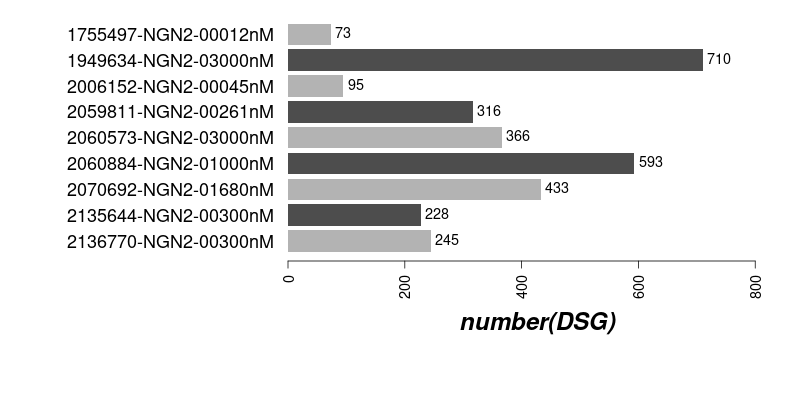 1755497-NGN2-00012nM 73
1949634-NGN2-03000nM 710
2006152-NGN2-00045nM 95
2059811-NGN2-00261nM 316
2060573-NGN2-03000nM 366
2060884-NGN2-01000nM 593
2070692-NGN2-01680nM 433
2135644-NGN2-00300nM 228
2136770-NGN2-00300nM 245
0 200 400 600 800
number(DSG)